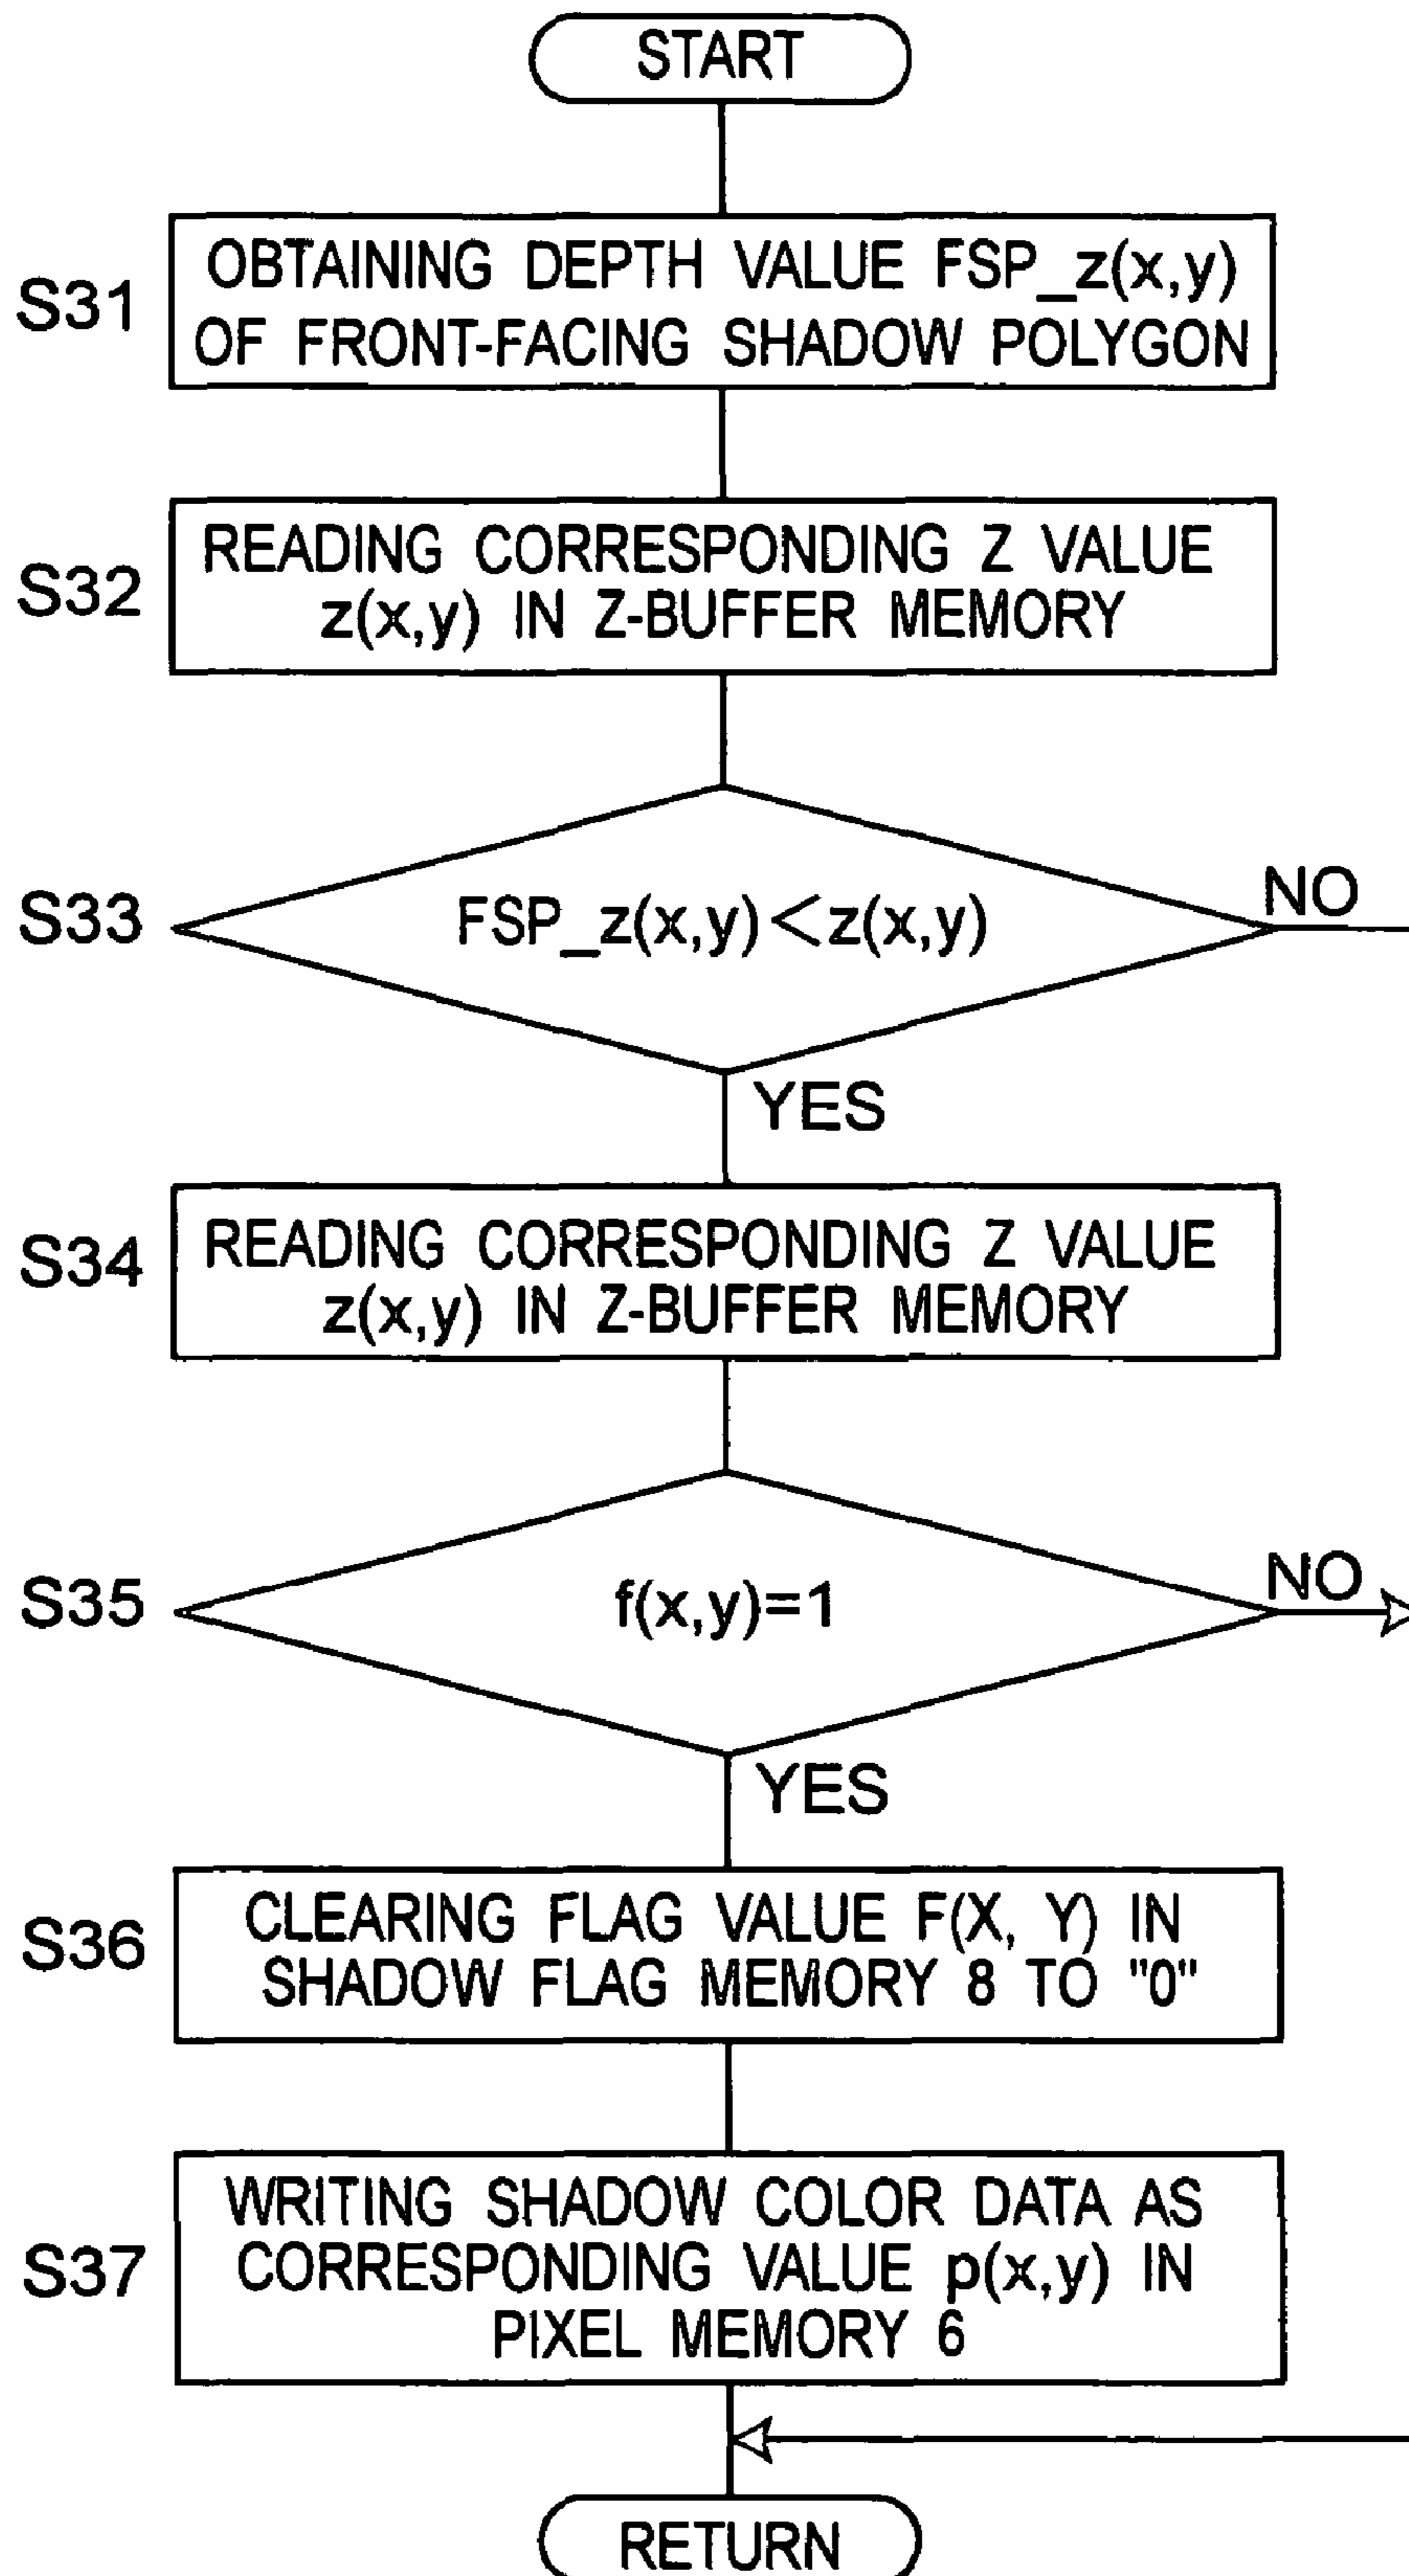 START
S31
OBTAINING DEPTH VALUE FSP_z(x,y)
OF FRONT-FACING SHADOW POLYGON
S32
READING CORRESPONDING Z VALUE
z(x,y) IN Z-BUFFER MEMORY
S33
FSP_z(x,y)<z(x,y)
NO
YES
S34
READING CORRESPONDING Z VALUE
z(x,y) IN Z-BUFFER MEMORY
S35
f(x,y)=1
NO
YES
S36
CLEARING FLAG VALUE F(X, Y) IN
SHADOW FLAG MEMORY 8 TO "0"
S37
WRITING SHADOW COLOR DATA AS
CORRESPONDING VALUE p(x,y) IN
PIXEL MEMORY 6
RETURN